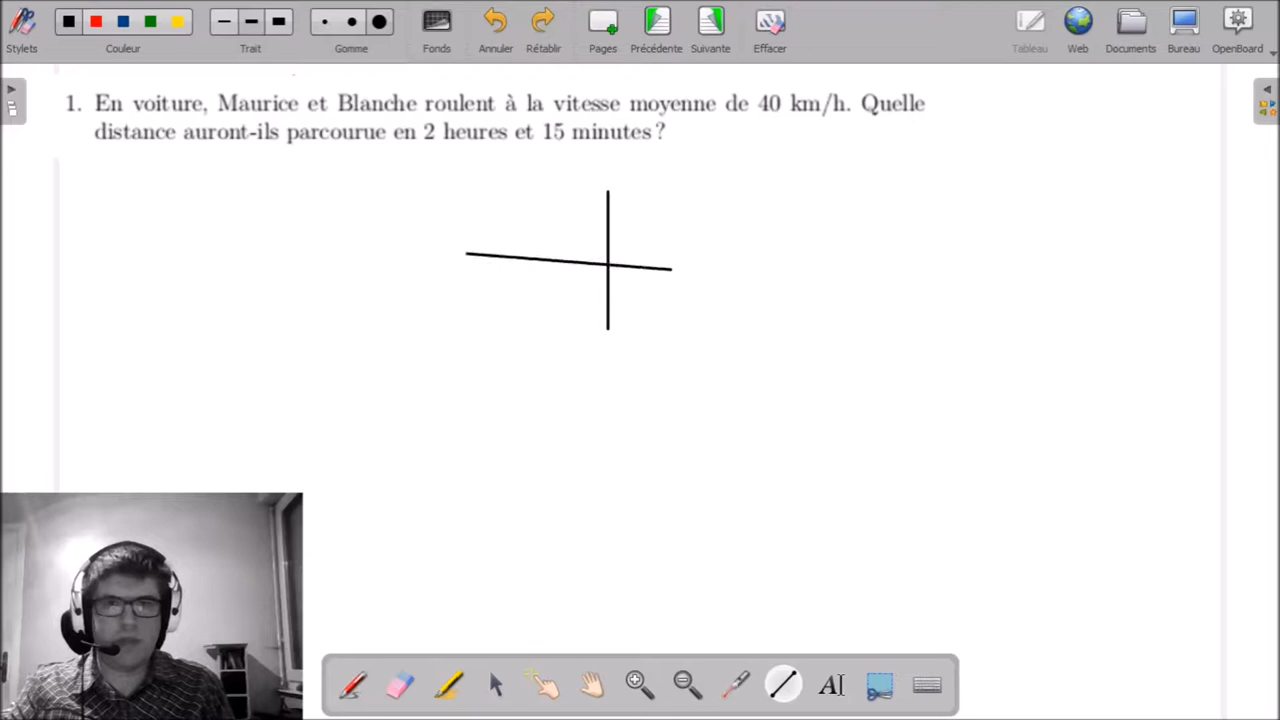 Stylets
Couleur
Trait
Gomme
Fonds
Annuler
Rétablir
Pages
Précédente
Suivante
Effacer
Tableau
Web
Documents
Bureau
OpenBoard
1. En voiture, Maurice et Blanche roulent à la vitesse moyenne de 40 km/h. Quelle
distance auront-ils parcourue en 2 heures et 15 minutes ?
AI